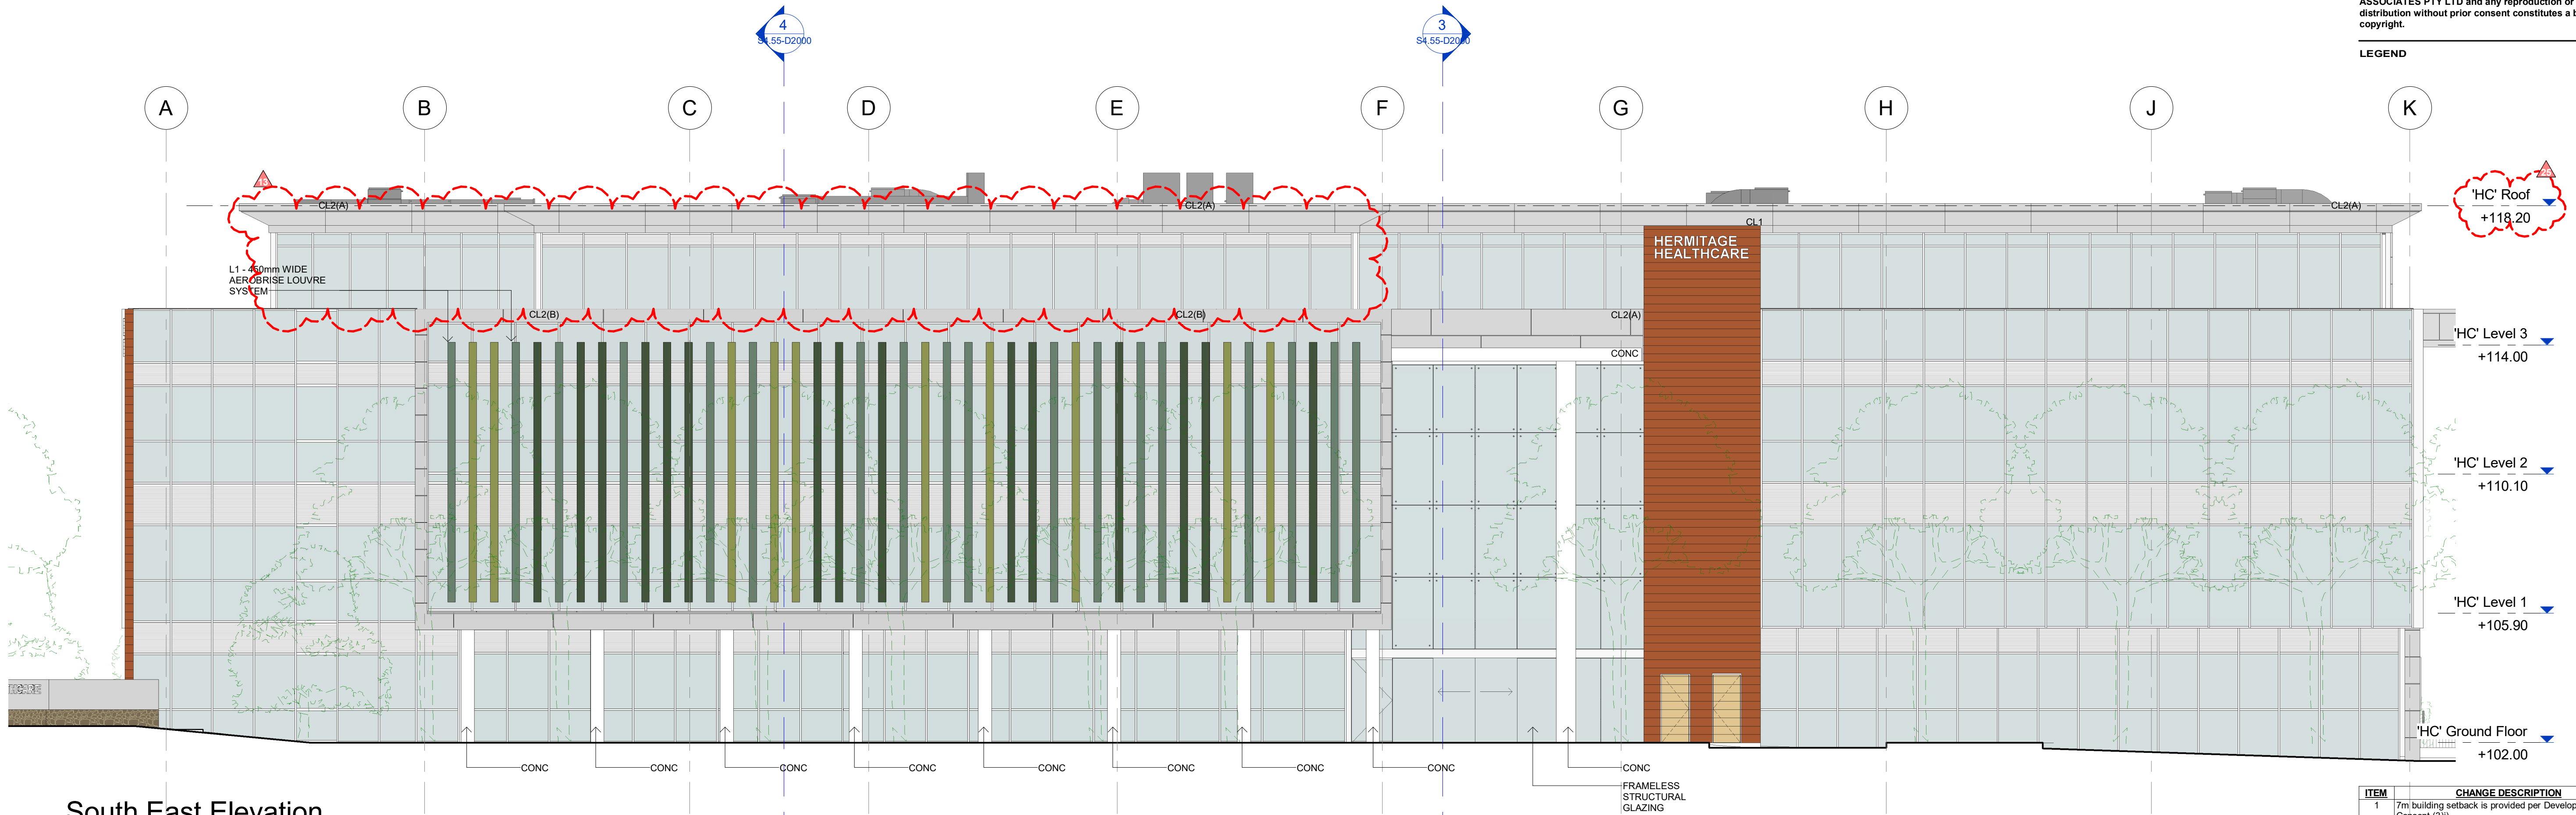 ASSOCIATES PTY LTD and any reproduction or
distribution without prior consent constitutes a b
copyright.
LEGEND
4
S4.55-D2000
3
S4.55-D2000
A
B
C
D
E
F
G
H
J
K
13
25
'HC' Roof
+118.20
CL2(A)
CL2(A)
CL2(A)
CL1
HERMITAGE
HEALTHCARE
L1 - 450mm WIDE
AEROBRISE LOUVRE
SYSTEM
CL2(B)
CL2(B)
CL2(A)
CONC
'HC' Level 3
+114.00
'HC' Level 2
+110.10
'HC' Level 1
+105.90
'HC' Ground Floor
+102.00
CONC
CONC
CONC
CONC
CONC
CONC
CONC
CONC
CONC
FRAMELESS
STRUCTURAL
GLAZING
South East Elevation
ITEM CHANGE DESCRIPTION
1 7m building setback is provided per Develop
Consent (3)i)